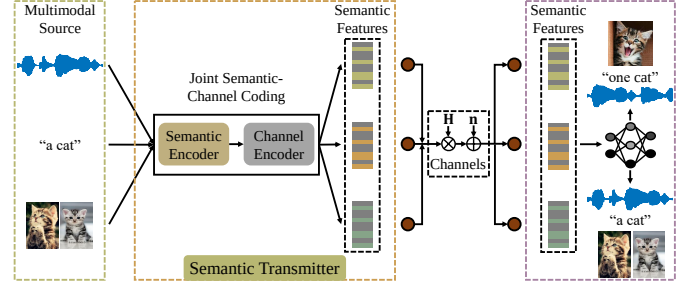 Multimodal
Source
“a cat”
Joint Semantic-
Channel Coding
Semantic
Encoder
Channel
Encoder
Semantic Transmitter
Semantic
Features
H
n
Channels
Semantic
Features
“one cat”
“a cat”